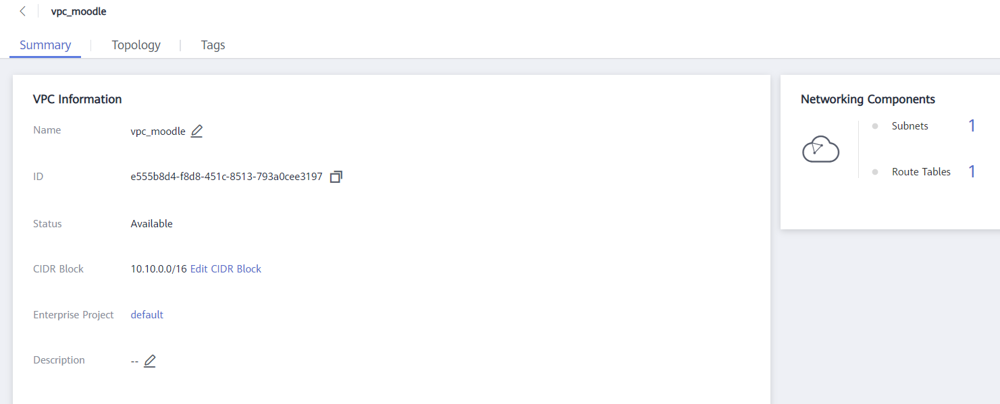 vpc_moodle
Summary
Topology
Tags
VPC Information
Name
vpc_moodle
ID
e555b8d4-f8d8-451c-8513-793a0cee3197
Status
Available
CIDR Block
10.10.0.0/16 Edit CIDR Block
Enterprise Project
default
Description
--
Networking Components
Subnets
1
Route Tables
1